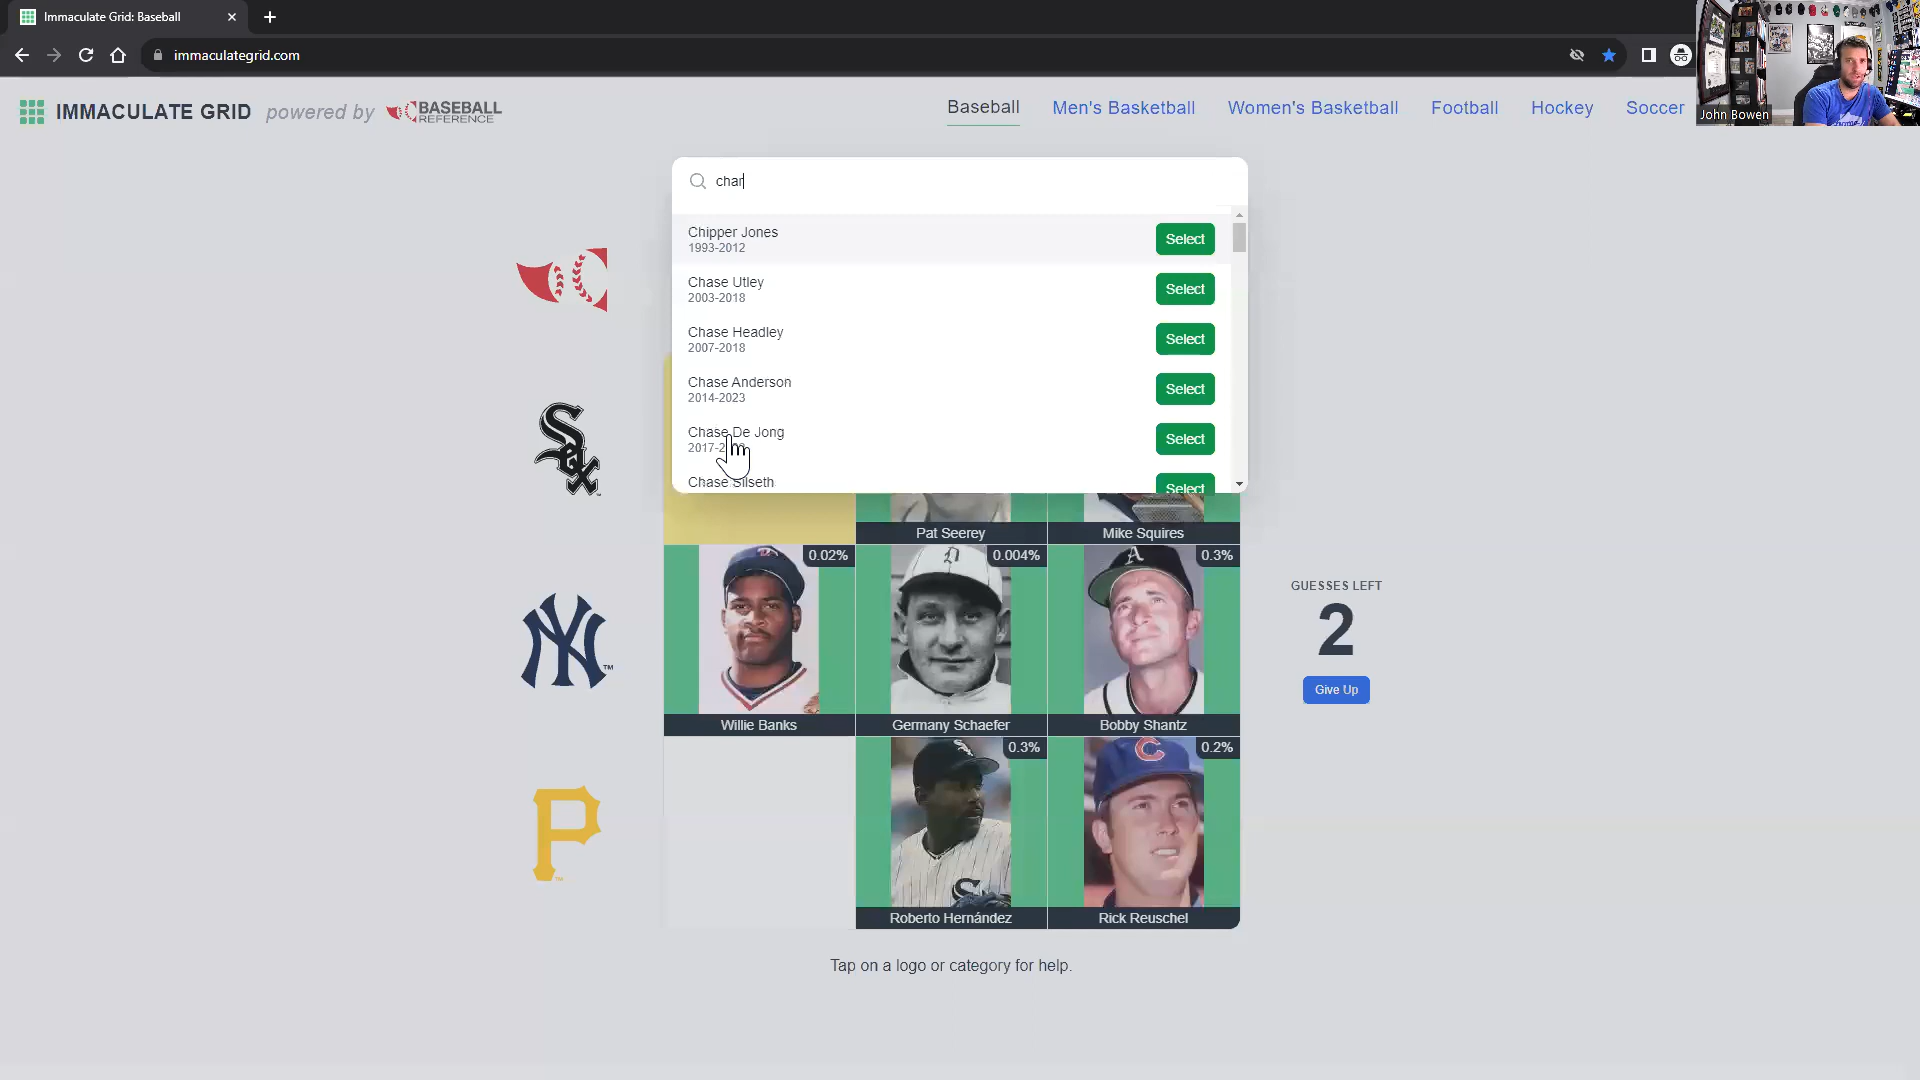 Immaculate Grid: Baseball
immaculategrid.com
John Bowen
IMMACULATE GRID powered by BASEBALL REFERENCE
Baseball Men's Basketball Women's Basketball Football Hockey Soccer
char
Chipper Jones
1993-2012
Select
Chase Utley
2003-2018
Select
Chase Headley
2007-2018
Select
Chase Anderson
2014-2023
Select
Chase De Jong
Select
Chase Silseth
Select
Pat Seerey
Mike Squires
0.02%
0.004%
0.3%
Willie Banks
Germany Schaefer
Bobby Shantz
GUESSES LEFT
2
Give Up
0.3%
0.2%
Roberto Hernández
Rick Reuschel
Tap on a logo or category for help.